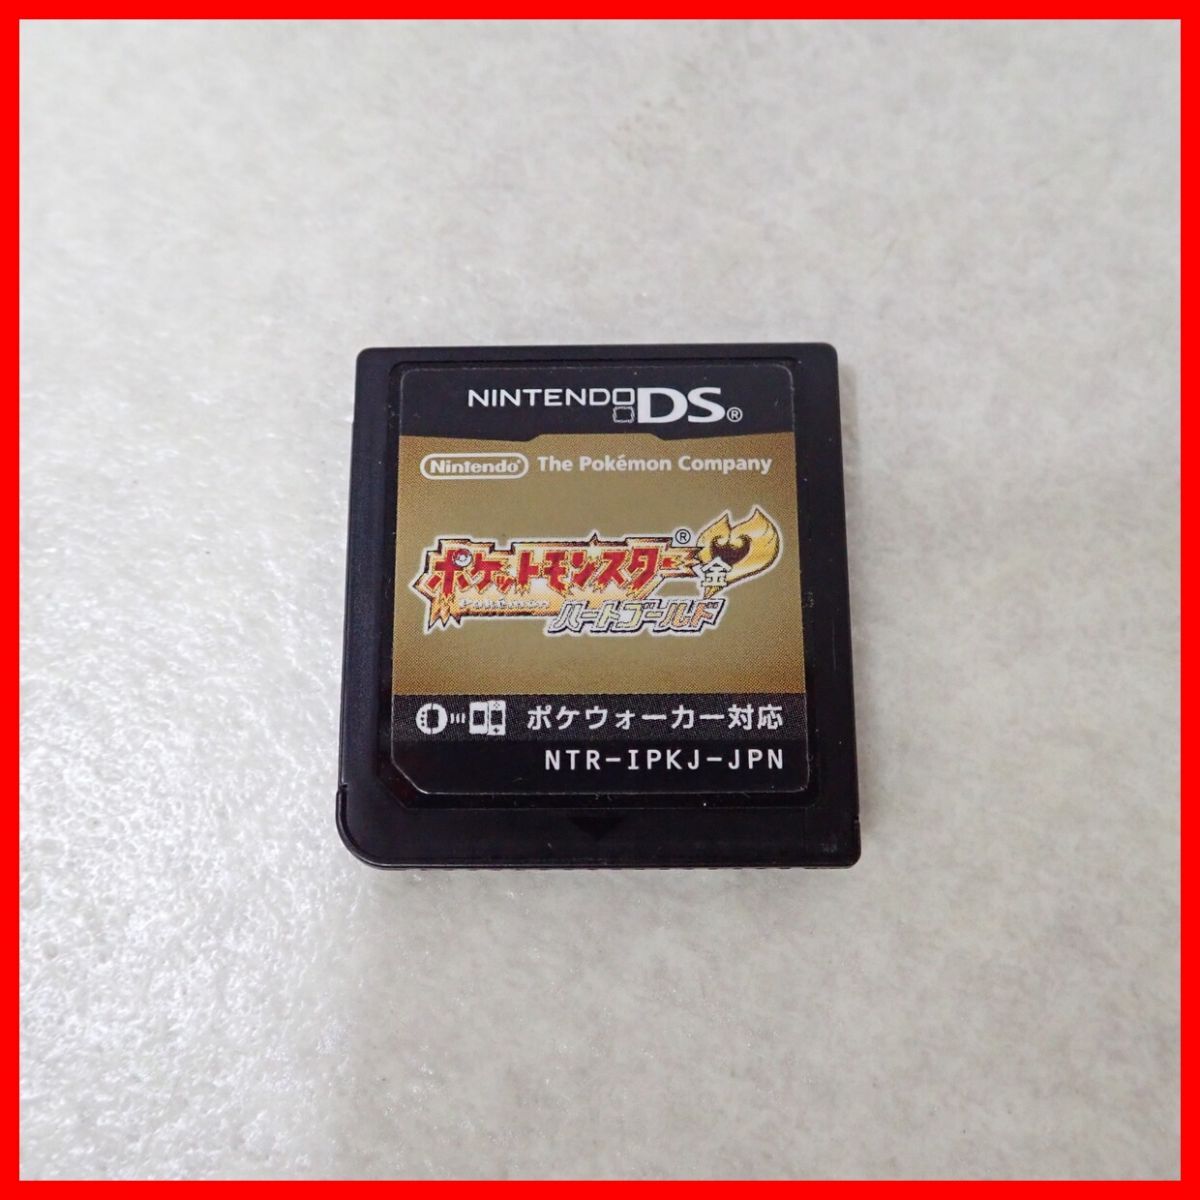 NINTENDO DS®
Nintendo® The Pokémon Company
ポケットモンスター®
POKÉMON
金
ハートゴールド
ポケウォーカー対応
NTR-IPKJ-JPN